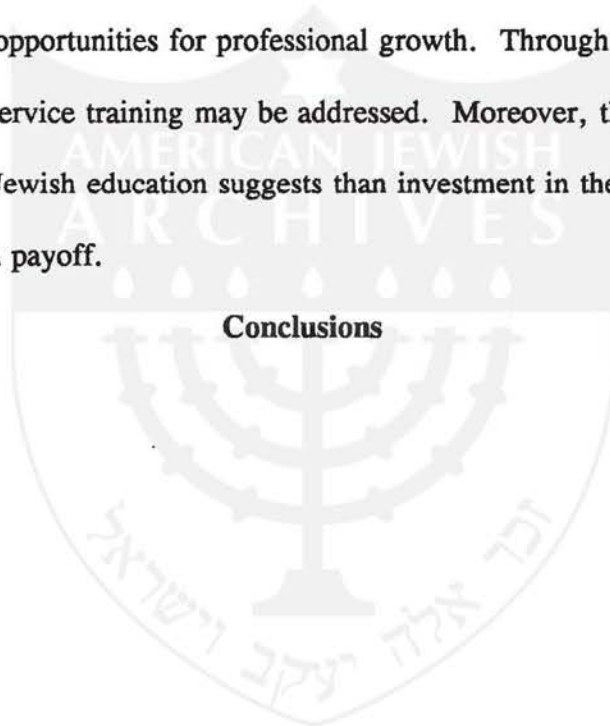 opportunities for professional growth. Through
ervice training may be addressed. Moreover, t
Jewish education suggests than investment in the
payoff.
Conclusions
AMERICAN JEWISH
ARCHIVES
זכר אלה יעקב וישראל